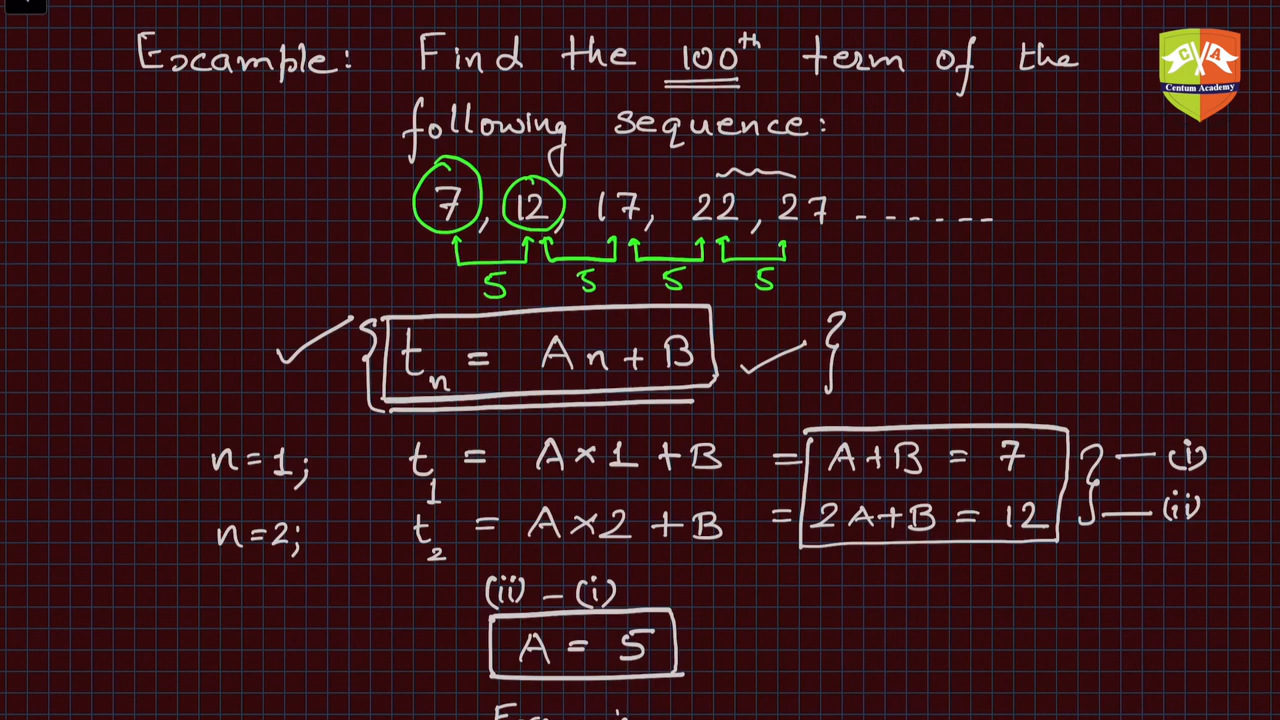 Example: Find the 100th term of the
following sequence:
7, 12, 17, 22, 27 ------
5 5 5 5
tn = An + B
n=1; t1 = A×1+B = A+B = 7 — (i)
n=2; t2 = A×2+B = 2A+B = 12 — (ii)
(ii) – (i)
A = 5
CA
Centum Academy